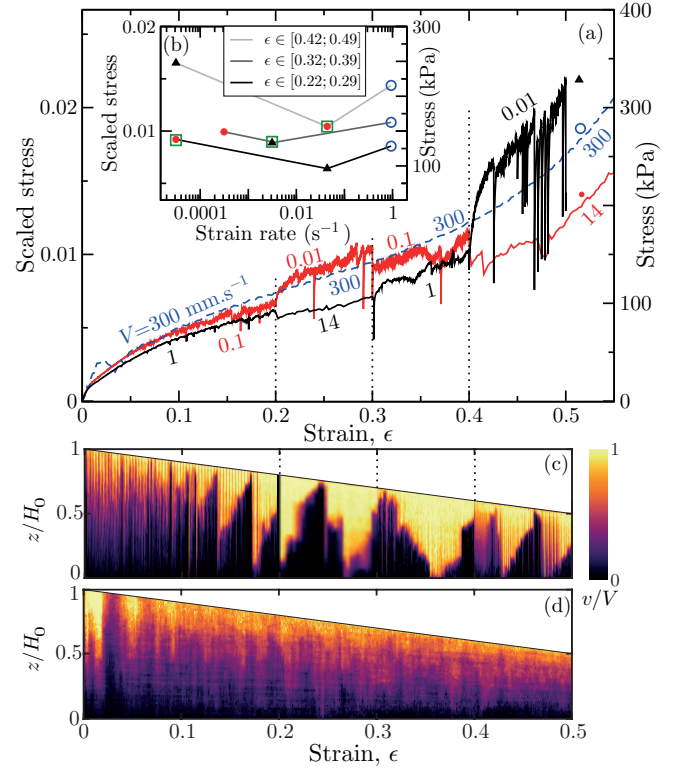 400
(a)
0.02
(b)
300
ϵ ∈ [0.42; 0.49]
ϵ ∈ [0.32; 0.39]
ϵ ∈ [0.22; 0.29]
Scaled stress
Stress (kPa)
0.01
100
0.0001
0.01
1
Strain rate (s⁻¹)
0.01
300
0.02
300
Scaled stress
Stress (kPa)
200
0.01
14
0.01
0.1
300
300
V=300 mm.s⁻¹
1
100
14
1
0.1
0
0
0
0.1
0.2
0.3
0.4
0.5
Strain, ϵ
1
(c)
1
z/H₀
0.5
0
0
v/V
1
(d)
z/H₀
0.5
0
0
0.1
0.2
0.3
0.4
0.5
Strain, ϵ